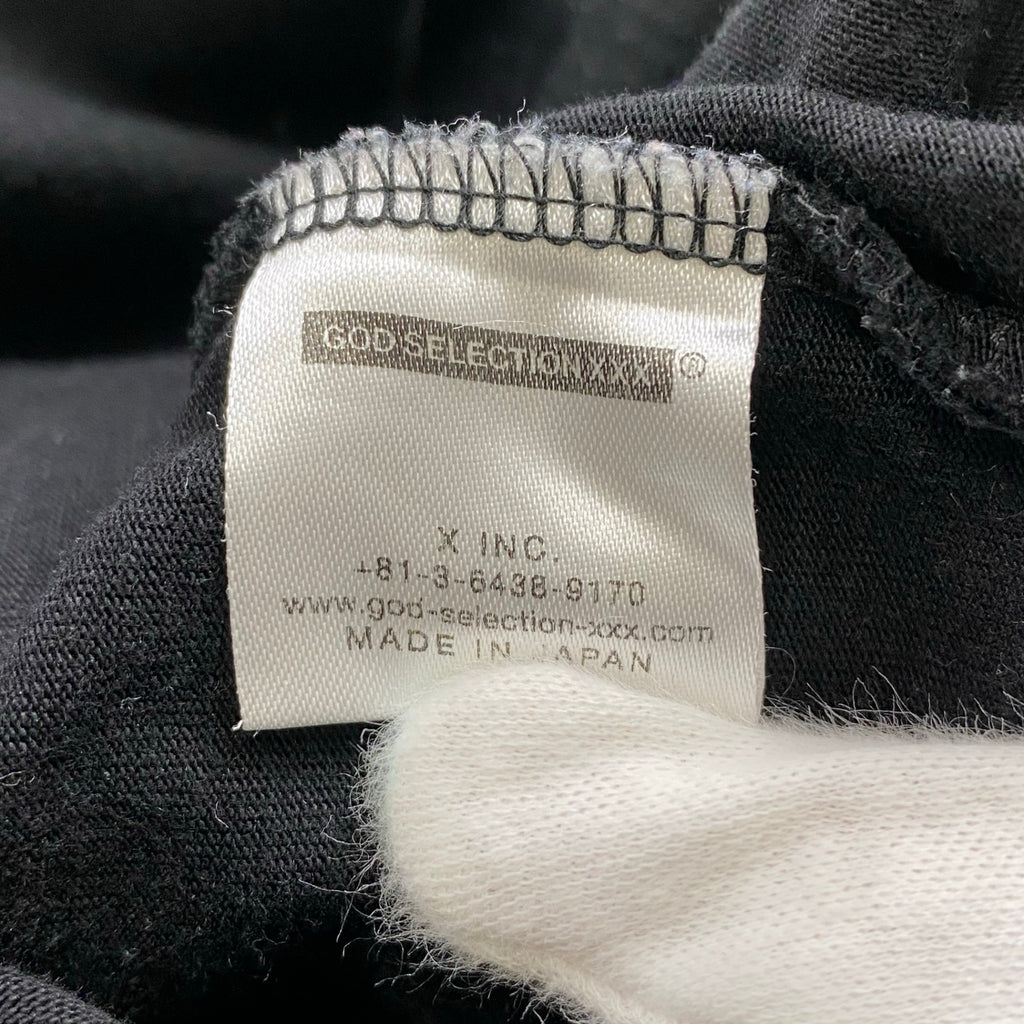 GOD SELECTION XXX ®
X INC.
+81-3-6438-9170
www.god-selection-xxx.com
MADE IN JAPAN